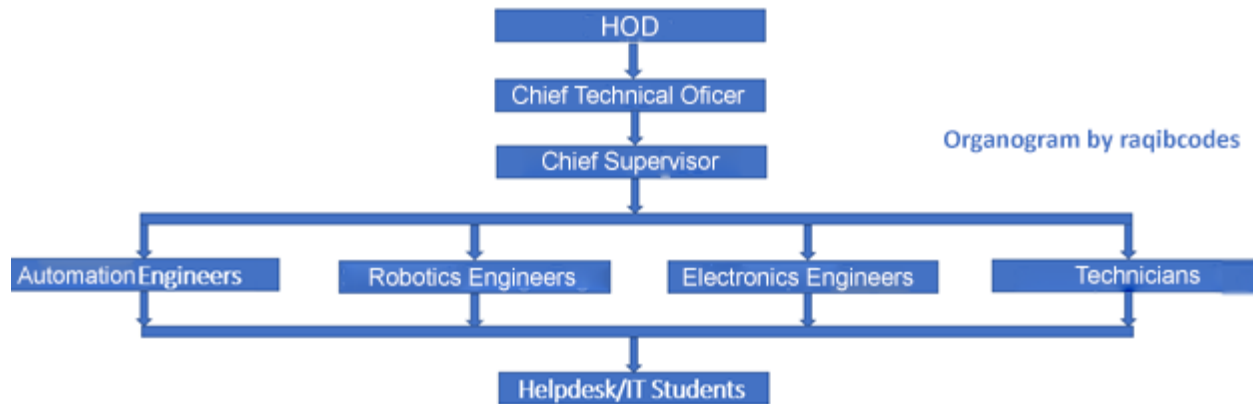 HOD
Chief Technical Oficer
Organogram by raqibcodes
Chief Supervisor
Automation Engineers
Robotics Engineers
Electronics Engineers
Technicians
Helpdesk/IT Students